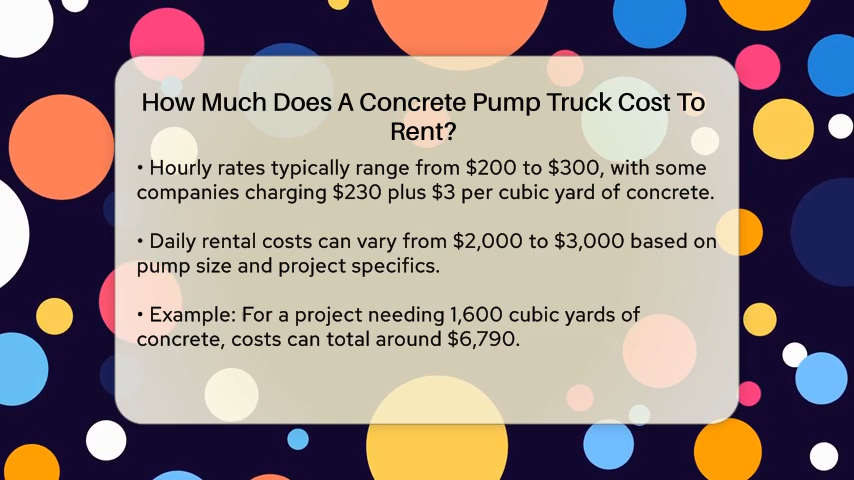 How Much Does A Concrete Pump Truck Cost To
Rent?
• Hourly rates typically range from $200 to $300, with some
companies charging $230 plus $3 per cubic yard of concrete.
• Daily rental costs can vary from $2,000 to $3,000 based on
pump size and project specifics.
• Example: For a project needing 1,600 cubic yards of
concrete, costs can total around $6,790.